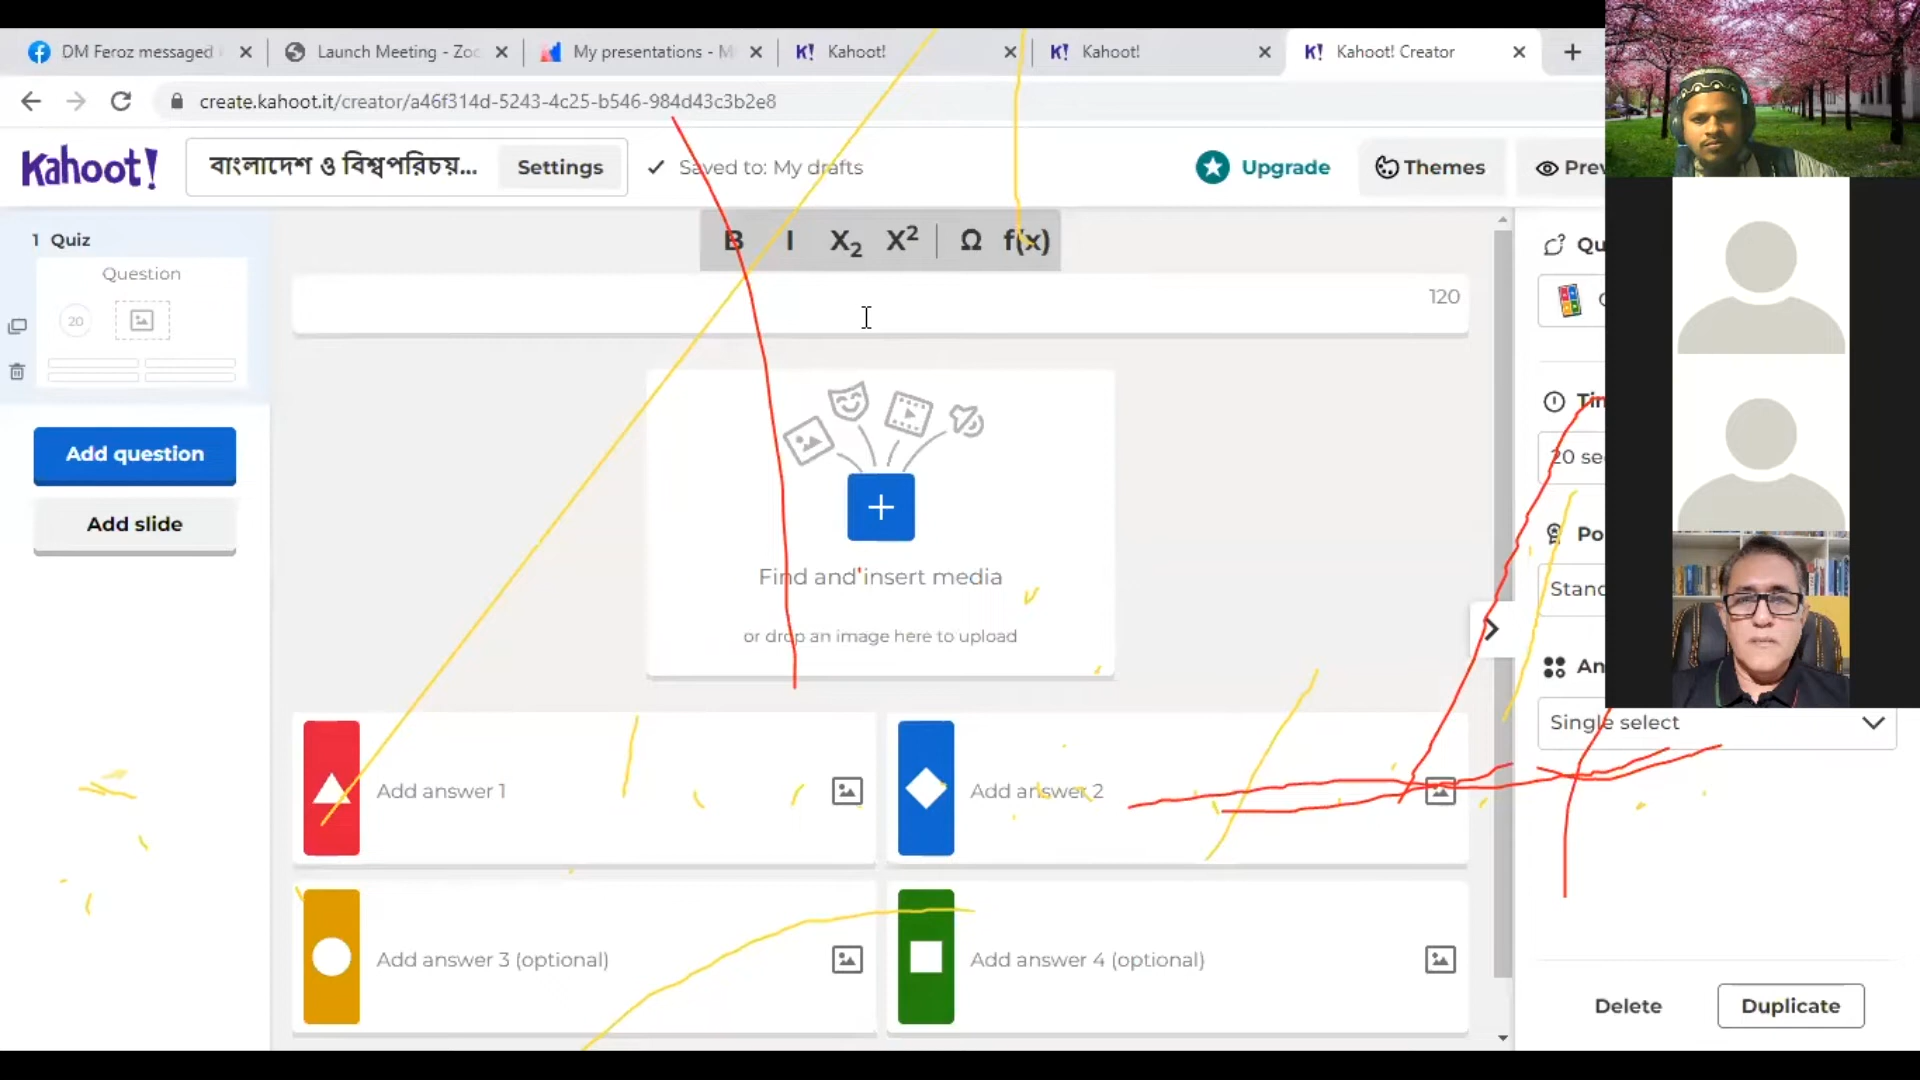 DM Feroz messaged
Launch Meeting - Zo
My presentations - M
Kahoot!
Kahoot!
Kahoot! Creator
create.kahoot.it/creator/a46f314d-5243-4c25-b546-984d43c3b2e8
Kahoot!
বাংলাদেশ ও বিশ্বপরিচয়...
Settings
Saved to: My drafts
Upgrade
Themes
Prev
1 Quiz
Question
20
B I X2 X2 Ω f(x)
120
Qu
Add question
Add slide
Find and insert media
or drop an image here to upload
Tim
20 se
Po
Stand
An
Single select
Add answer 1
Add answer 2
Add answer 3 (optional)
Add answer 4 (optional)
Delete
Duplicate